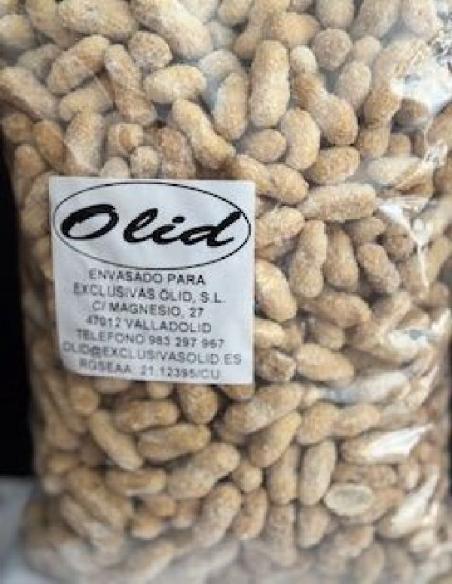 Olid
ENVASADO PARA
EXCLUSIVAS OLID, S.L.
C/ MAGNESIO, 27
47012 VALLADOLID
TELEFONO 983 297 967
OLID@EXCLUSIVASOLID.ES
RGSEAA: 21.12395/CU